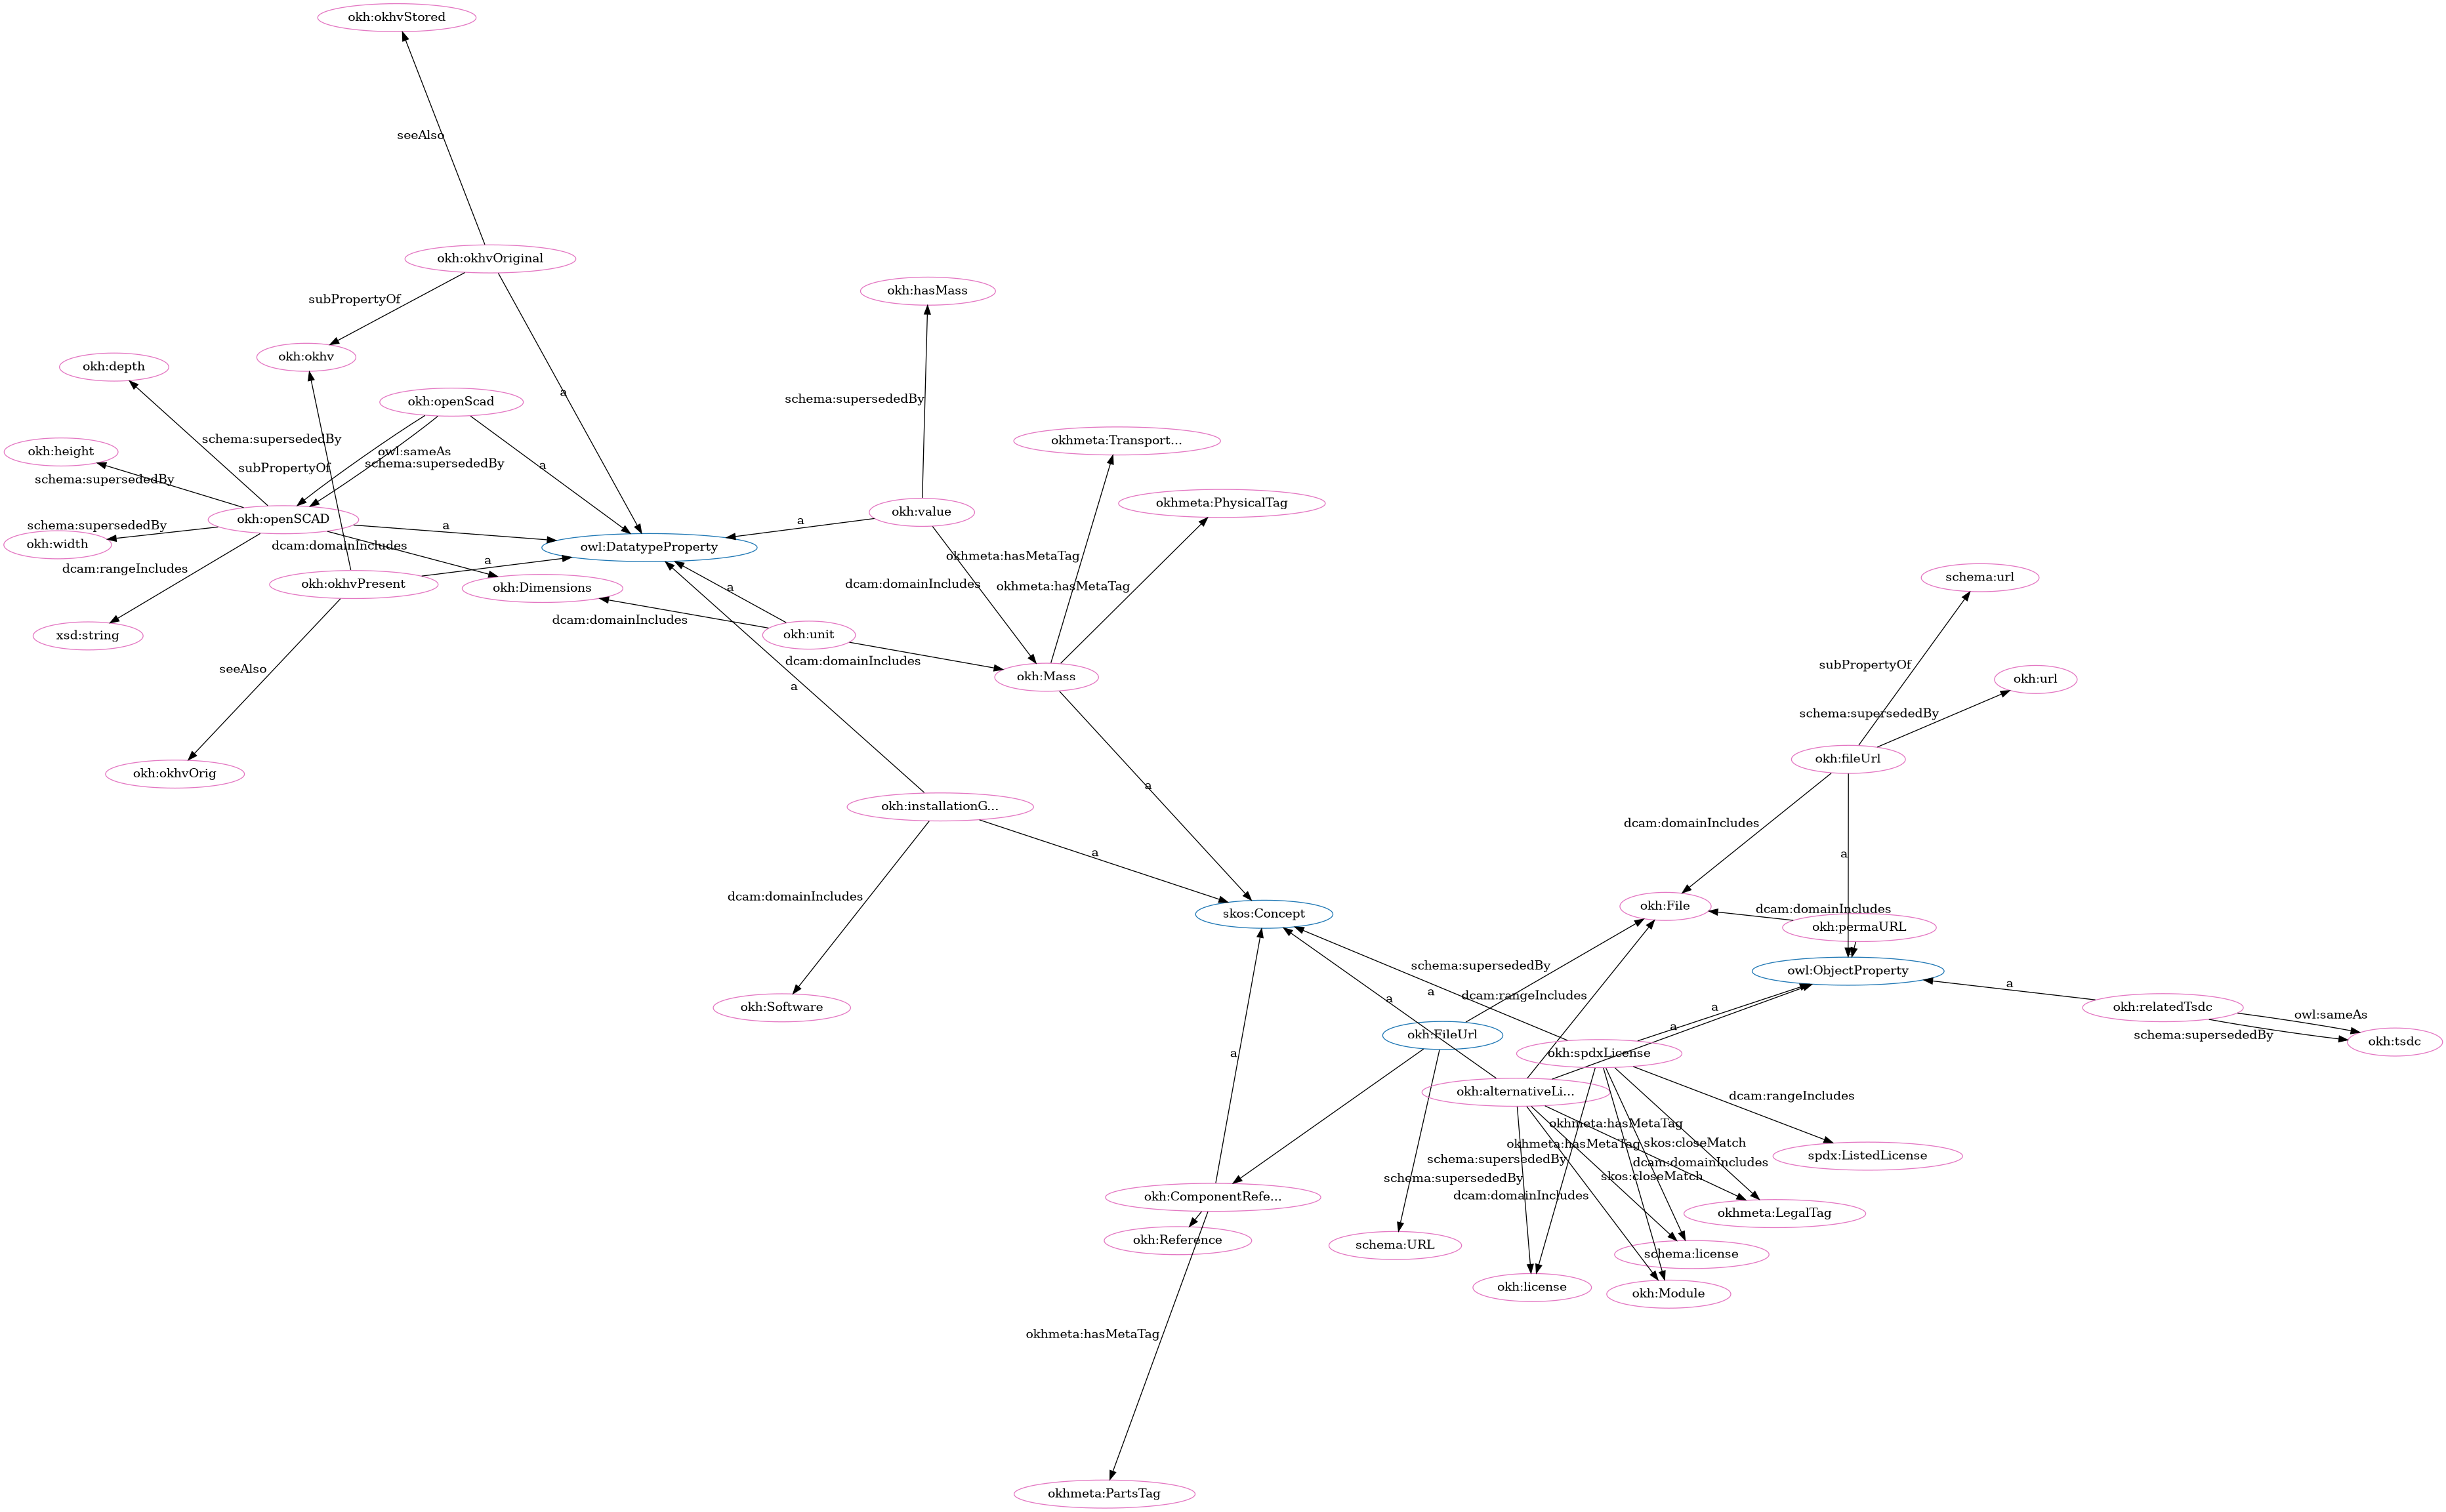 okh:okhvStored
seeAlso
okh:okhvOriginal
okh:hasMass
subPropertyOf
okh:okhv
okh:depth
a
schema:supersededBy
okh:openScad
schema:supersededBy
okhmeta:Transport...
okh:height
owl:sameAs
schema:supersededBy
subPropertyOf
a
schema:supersededBy
okhmeta:PhysicalTag
okh:value
okh:openSCAD
a
a
schema:supersededBy
okh:width
dcam:domainIncludes
owl:DatatypeProperty
okhmeta:hasMetaTag
a
dcam:rangeIncludes
okh:okhvPresent
okh:Dimensions
a
dcam:domainIncludes
okhmeta:hasMetaTag
schema:url
dcam:domainIncludes
xsd:string
okh:unit
dcam:domainIncludes
subPropertyOf
seeAlso
okh:Mass
okh:url
a
schema:supersededBy
okh:fileUrl
okh:okhvOrig
a
okh:installationG...
dcam:domainIncludes
a
a
dcam:domainIncludes
skos:Concept
okh:File
dcam:domainIncludes
okh:permaURL
schema:supersededBy
owl:ObjectProperty
a
a
dcam:rangeIncludes
a
okh:Software
a
okh:relatedTsdc
owl:sameAs
okh:FileUrl
a
schema:supersededBy
okh:tsdc
a
okh:spdxLicense
okh:alternativeLi...
dcam:rangeIncludes
okhmeta:hasMetaTag
okhmeta:hasMetaTag
skos:closeMatch
schema:supersededBy
dcam:domainIncludes
spdx:ListedLicense
schema:supersededBy
skos:closeMatch
okh:ComponentRefe...
dcam:domainIncludes
okhmeta:LegalTag
okh:Reference
schema:URL
schema:license
okh:license
okh:Module
okhmeta:hasMetaTag
okhmeta:PartsTag